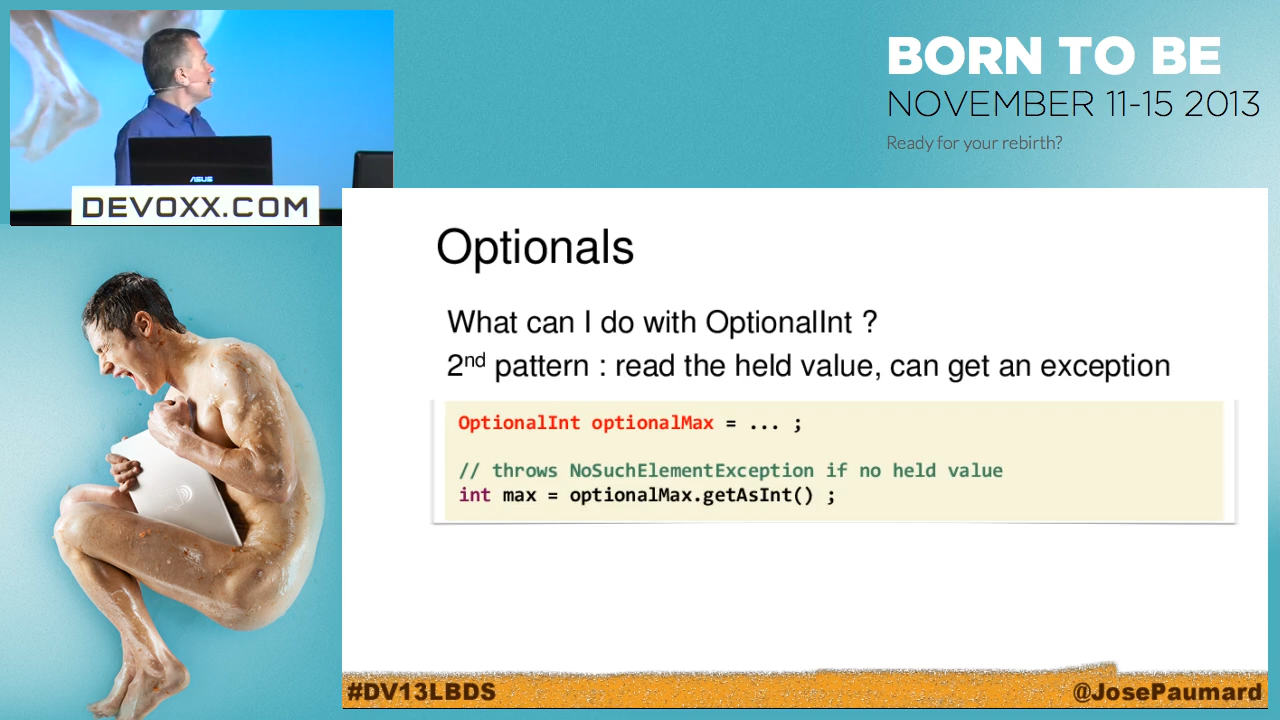 BORN TO BE
NOVEMBER 11-15 2013
Ready for your rebirth?
ASUS
DEVOXX.COM
Optionals
What can I do with OptionalInt ?
2nd pattern : read the held value, can get an exception
OptionalInt optionalMax = ... ;
// throws NoSuchElementException if no held value
int max = optionalMax.getAsInt() ;
#DV13LBDS
@JosePaumard